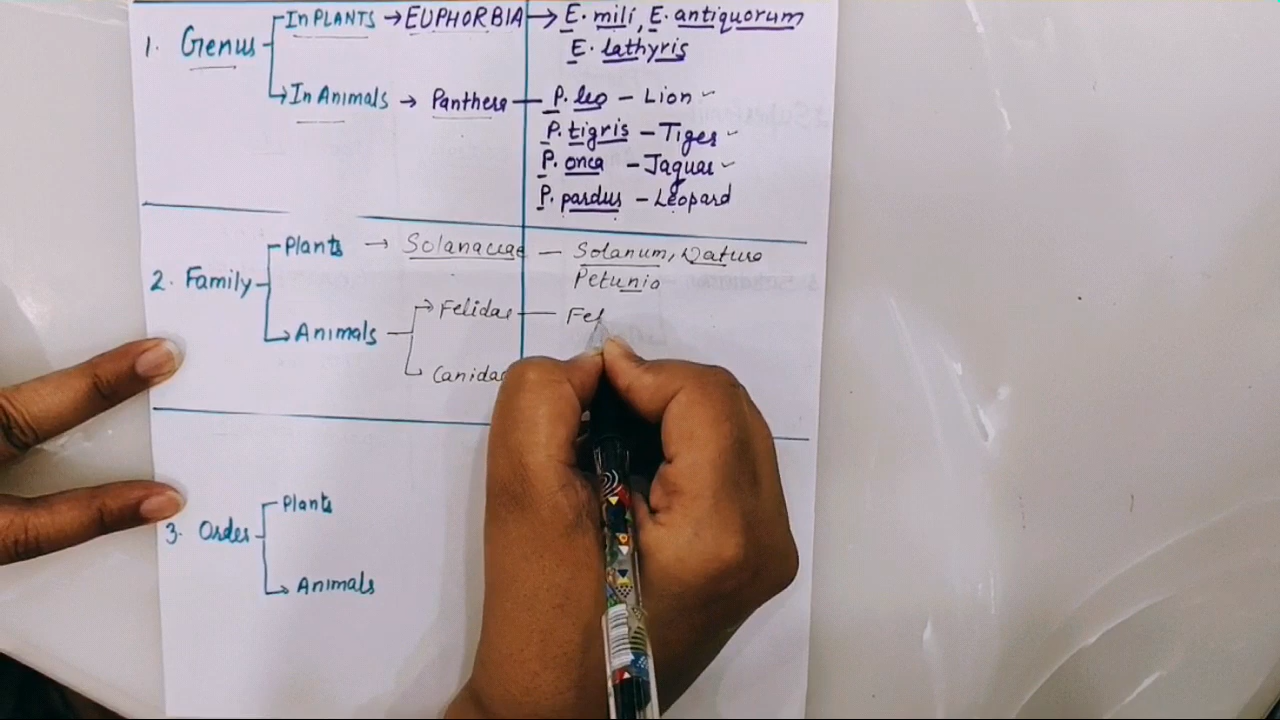 1. Genus
In PLANTS → EUPHORBIA → E. mili, E. antiquorum
E. lathyris
→ In Animals → Panthera — P. leo – Lion
P. tigris – Tiger
P. onca – Jaguar
P. pardus – Leopard
2. Family
Plants → Solanaceae — Solanum, Datura
Petunia
→ Animals → Felidae — Fel
Canidae
3. Order
Plants
→ Animals